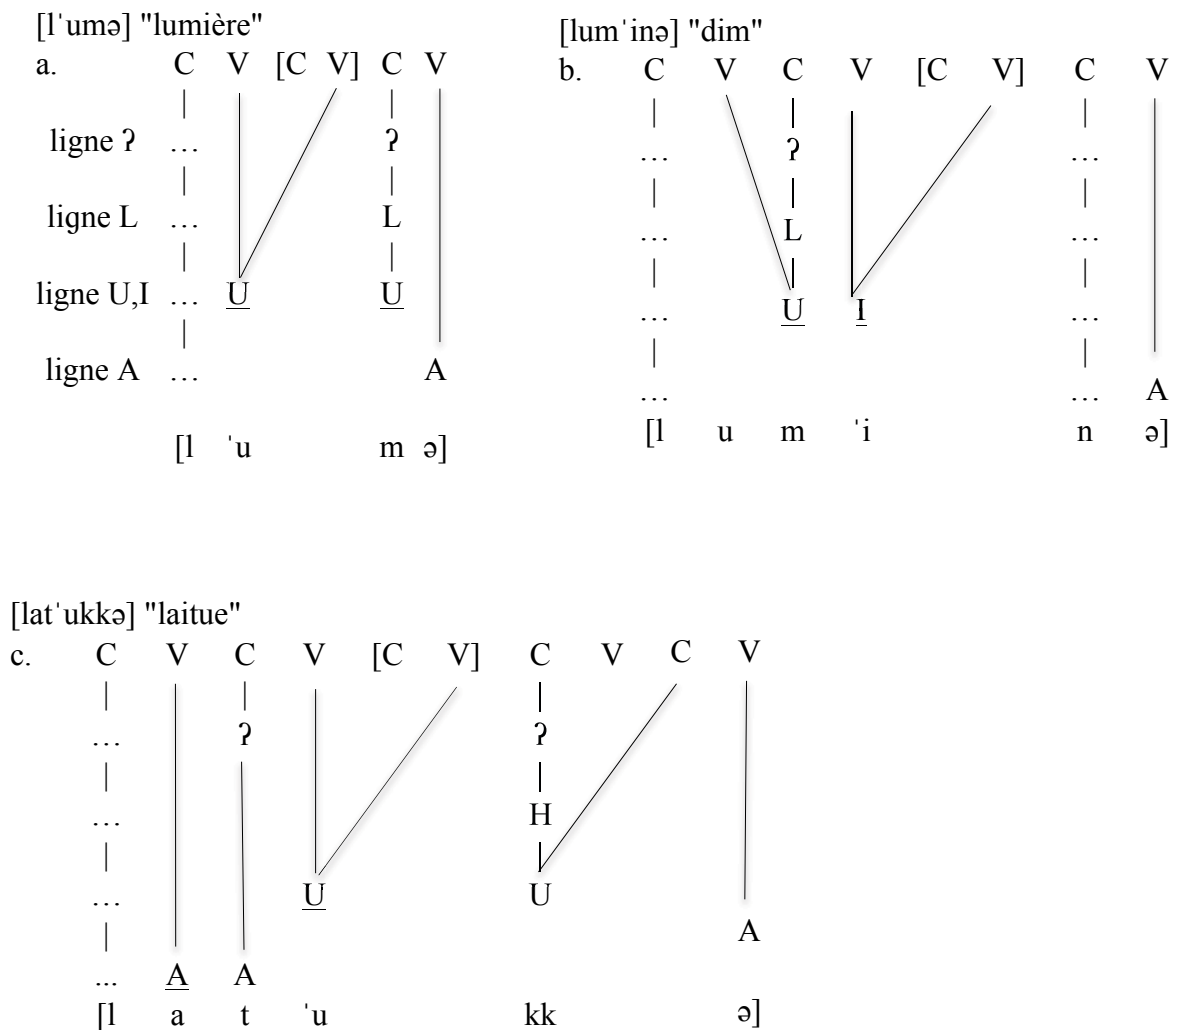 [lˈumə] "lumière"
a. C V [C V] C V
ligne ʔ … ʔ
ligne L … L
ligne U,I … U U
ligne A … A
[l ˈu m ə]
[lumˈinə] "dim"
b. C V C V [C V] C V
… ʔ …
… L …
… U I …
… … A
[l u m ˈi n ə]
[latˈukkə] "laitue"
c. C V C V [C V] C V C V
… ʔ ʔ
… H
… U U
A
... A A
[l a t ˈu kk ə]